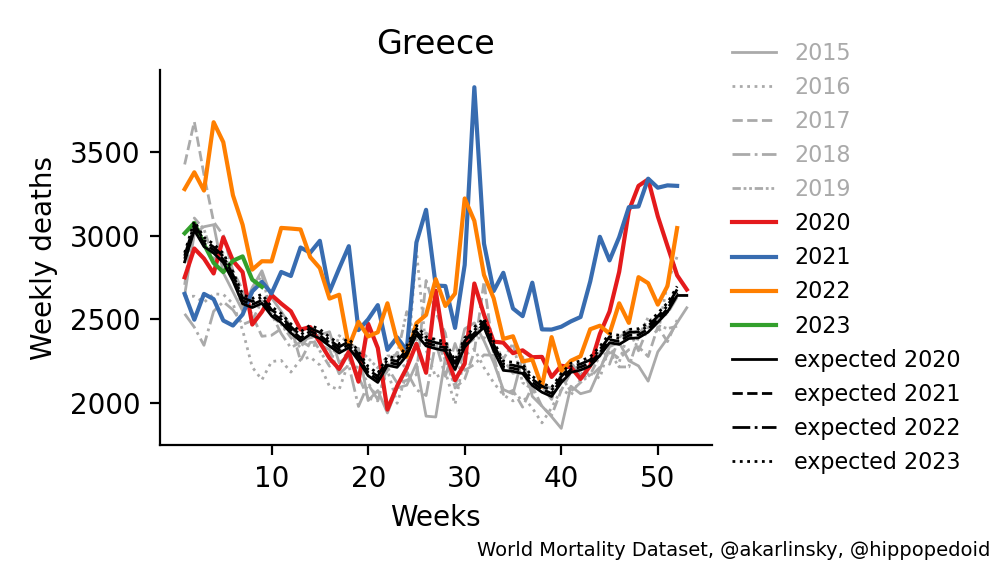 Greece
Weekly deaths
3500
3000
2500
2000
10 20 30 40 50
Weeks
2015
2016
2017
2018
2019
2020
2021
2022
2023
expected 2020
expected 2021
expected 2022
expected 2023
World Mortality Dataset, @akarlinsky, @hippopedoid